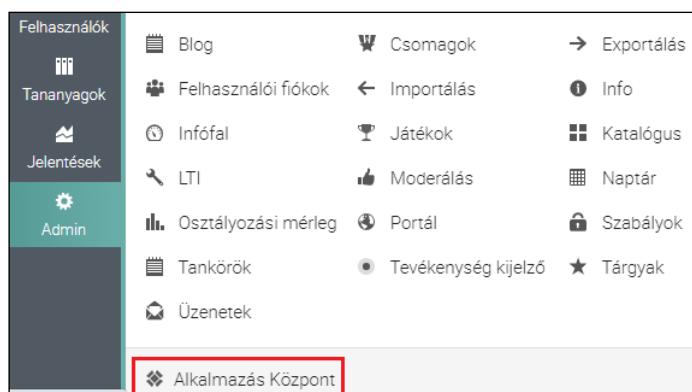 Felhasználók
Tananyagok
Jelentések
Admin
Blog Csomagok Exportálás
Felhasználói fiókok Importálás Info
Infófal Játékok Katalógus
LTI Moderálás Naptár
Osztályozási mérleg Portál Szabályok
Tankörök Tevékenység kijelző Tárgyak
Üzenetek
Alkalmazás Központ